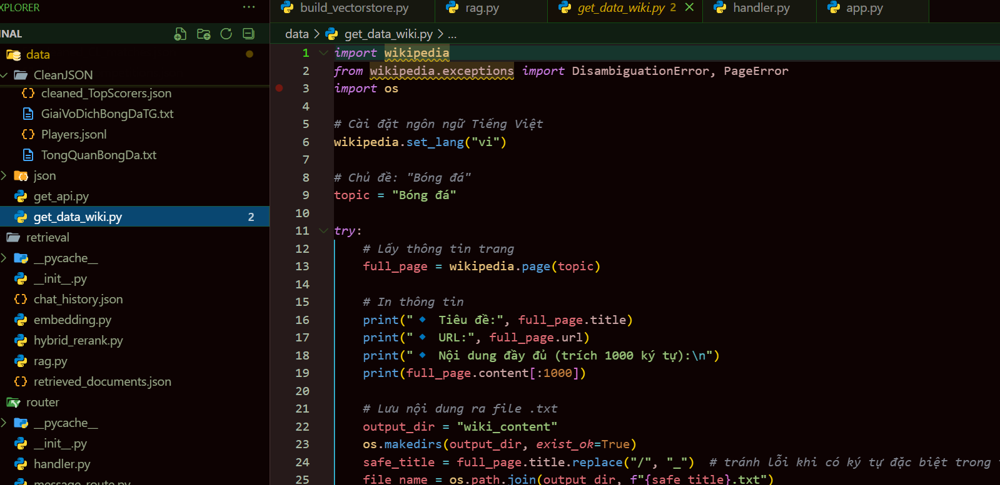 XPLORER
···
build_vectorstore.py
rag.py
get_data_wiki.py 2
handler.py
app.py
NAL
data > get_data_wiki.py > ...
data
CleanJSON
cleaned_TopScorers.json
GiaiVoDichBongDaTG.txt
Players.jsonl
TongQuanBongDa.txt
json
get_api.py
get_data_wiki.py 2
retrieval
__pycache__
__init__.py
chat_history.json
embedding.py
hybrid_rerank.py
rag.py
retrieved_documents.json
router
__pycache__
__init__.py
handler.py
message_route.py
1 import wikipedia
2 from wikipedia.exceptions import DisambiguationError, PageError
3 import os
4
5 # Cài đặt ngôn ngữ Tiếng Việt
6 wikipedia.set_lang("vi")
7
8 # Chủ đề: "Bóng đá"
9 topic = "Bóng đá"
10
11 try:
12 # Lấy thông tin trang
13 full_page = wikipedia.page(topic)
14
15 # In thông tin
16 print("🔹 Tiêu đề:", full_page.title)
17 print("🔹 URL:", full_page.url)
18 print("🔹 Nội dung đầy đủ (trích 1000 ký tự):\n")
19 print(full_page.content[:1000])
20
21 # Lưu nội dung ra file .txt
22 output_dir = "wiki_content"
23 os.makedirs(output_dir, exist_ok=True)
24 safe_title = full_page.title.replace("/", "_") # tránh lỗi khi có ký tự đặc biệt trong
25 file_name = os.path.join(output_dir, f"{safe_title}.txt")